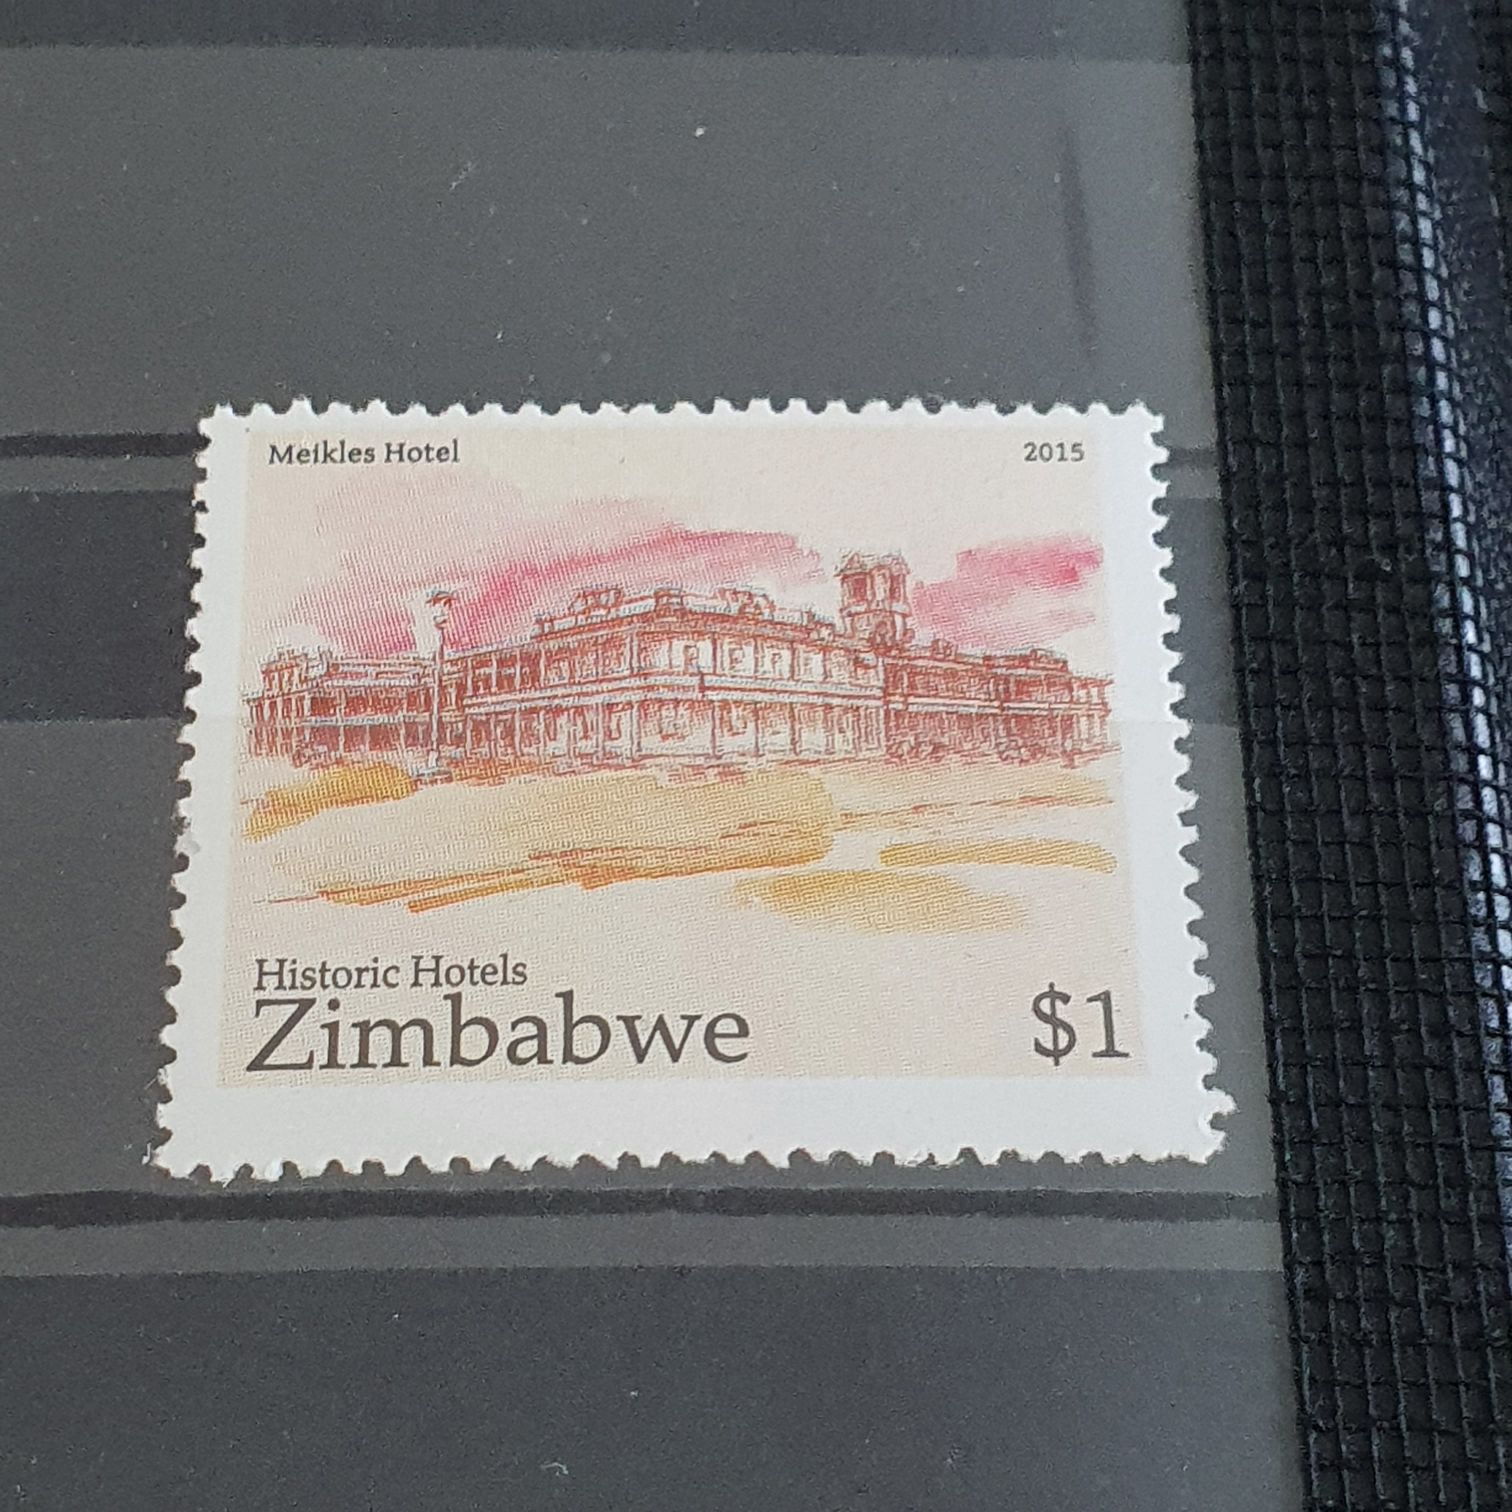 Meikles Hotel 2015
Historic Hotels
Zimbabwe $1